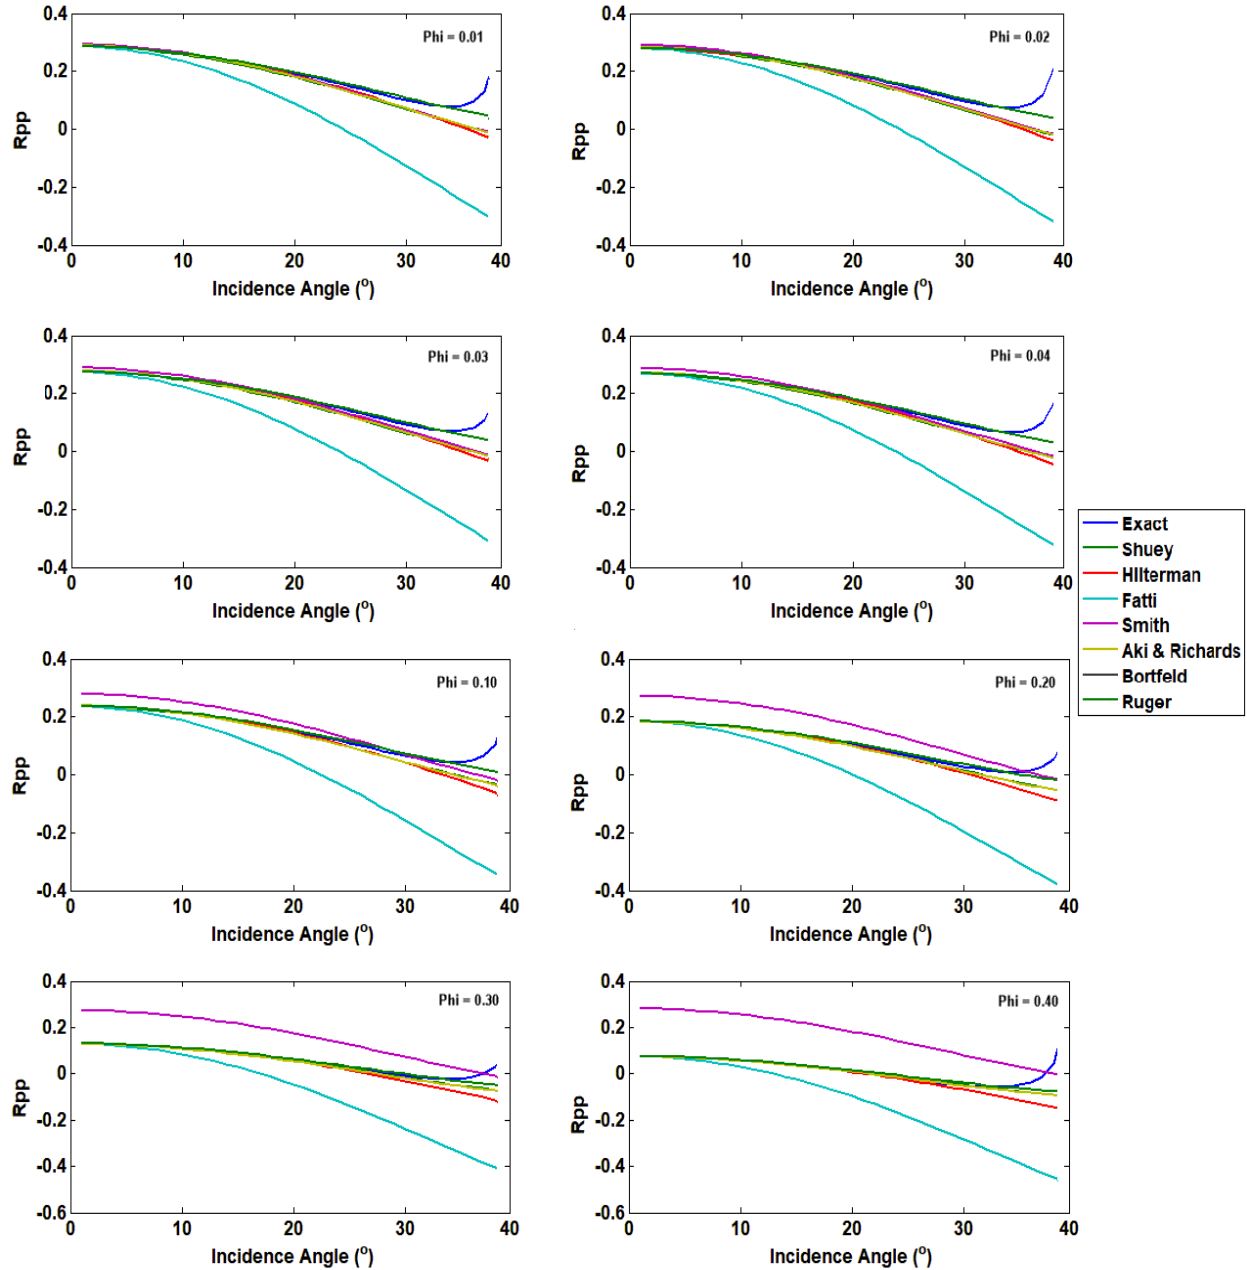 0.4
0.2
0
-0.2
-0.4
Rpp
Phi = 0.01
0
10
20
30
40
Incidence Angle (o)
0.4
0.2
0
-0.2
-0.4
Rpp
Phi = 0.02
0
10
20
30
40
Incidence Angle (o)
0.4
0.2
0
-0.2
-0.4
Rpp
Phi = 0.03
0
10
20
30
40
Incidence Angle (o)
0.4
0.2
0
-0.2
-0.4
Rpp
Phi = 0.04
0
10
20
30
40
Incidence Angle (o)
Exact
Shuey
HIlterman
Fatti
Smith
Aki & Richards
Bortfeld
Ruger
0.4
0.2
0
-0.2
-0.4
Rpp
Phi = 0.10
0
10
20
30
40
Incidence Angle (o)
0.4
0.2
0
-0.2
-0.4
Rpp
Phi = 0.20
0
10
20
30
40
Incidence Angle (o)
0.4
0.2
0
-0.2
-0.4
-0.6
Rpp
Phi = 0.30
0
10
20
30
40
Incidence Angle (o)
0.4
0.2
0
-0.2
-0.4
-0.6
Rpp
Phi = 0.40
0
10
20
30
40
Incidence Angle (o)